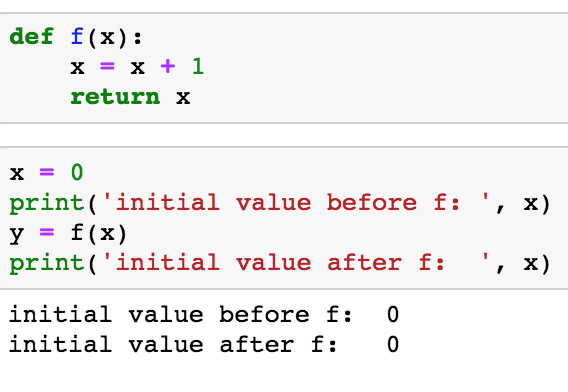 def f(x):
    x = x + 1
    return x
x = 0
print('initial value before f: ', x)
y = f(x)
print('initial value after f:  ', x)
initial value before f:  0
initial value after f:   0